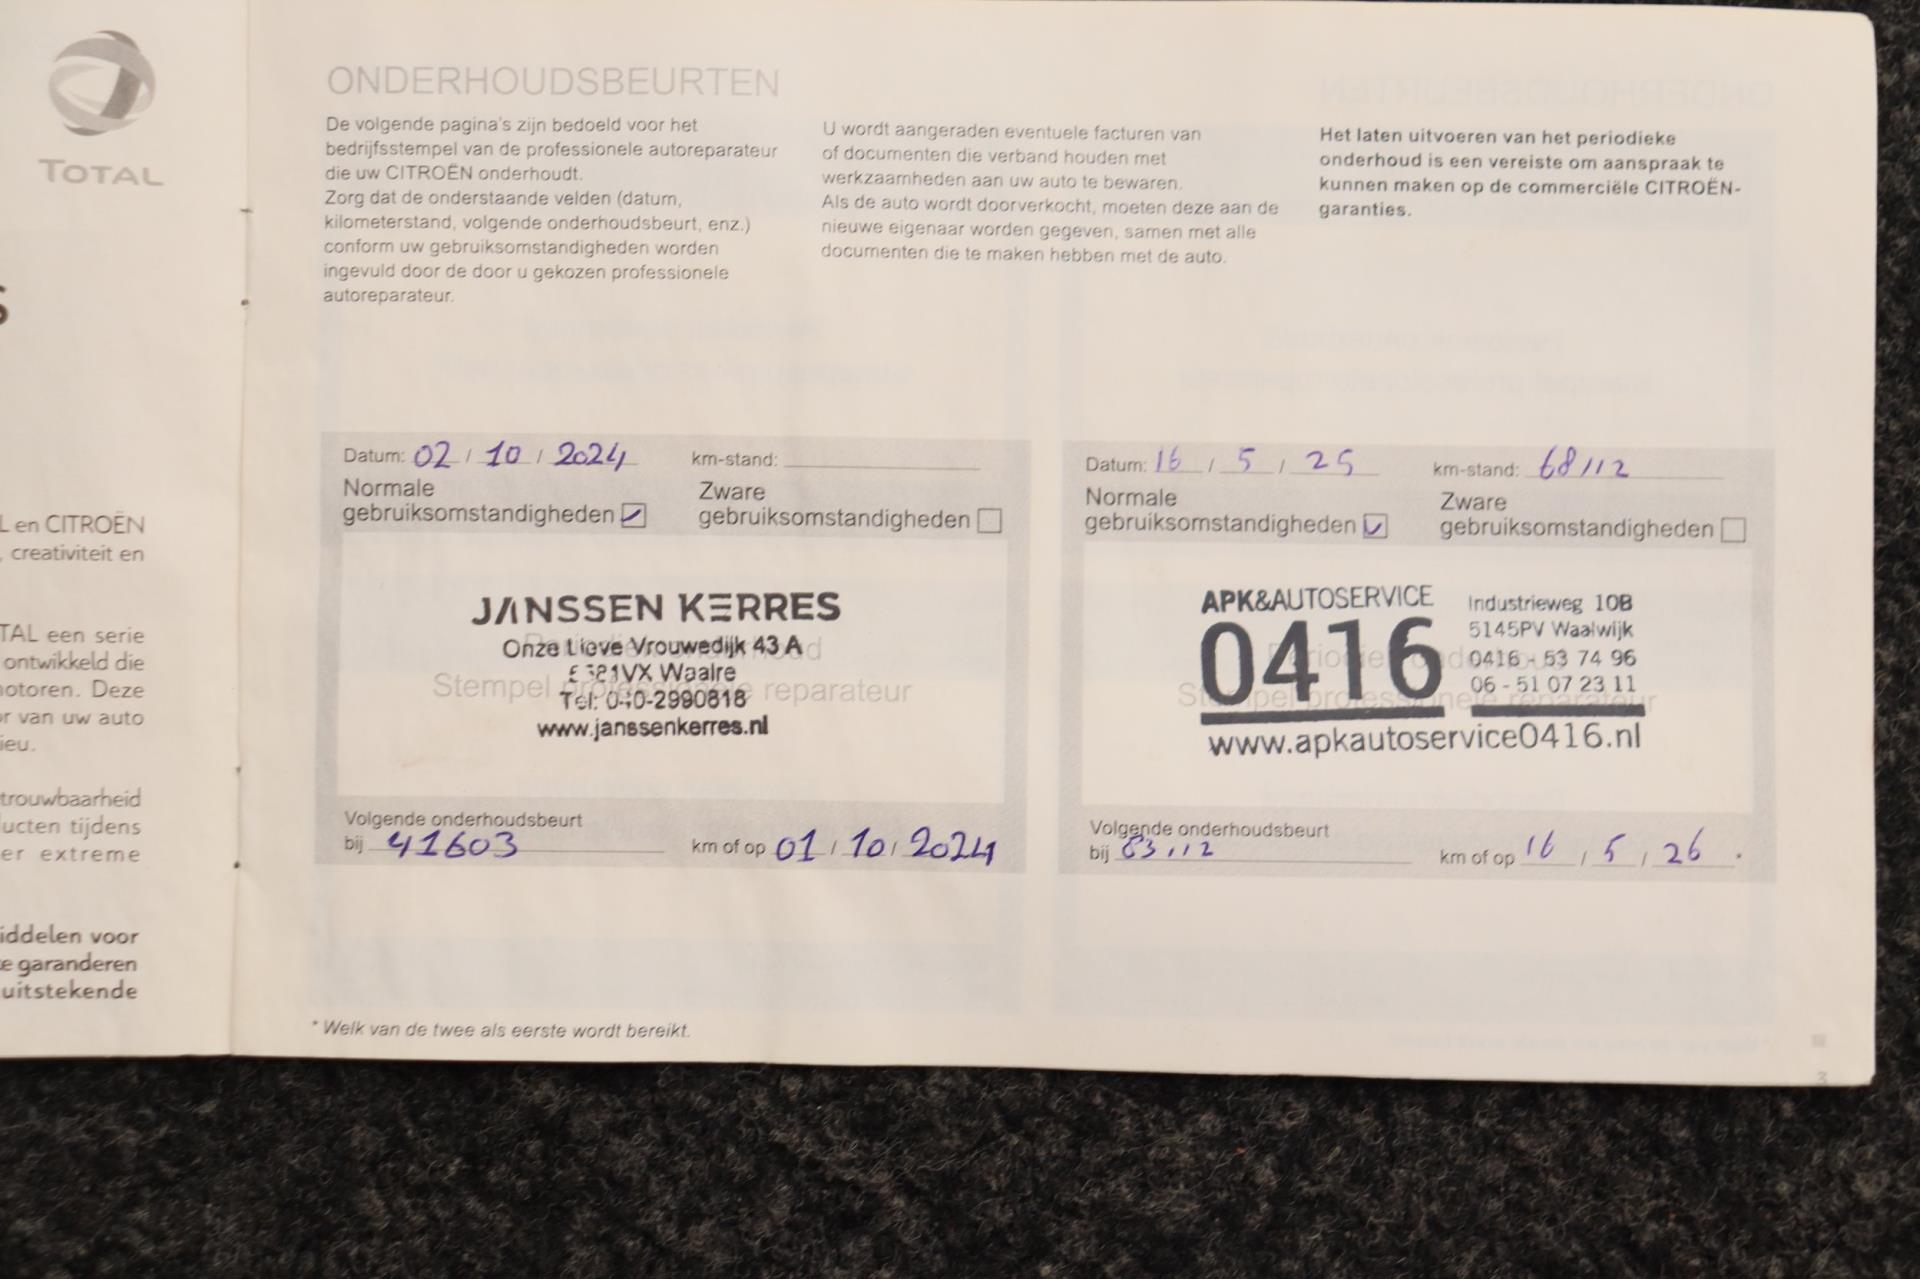 TOTAL
S
L en CITROËN
, creativiteit en
TAL een serie
ontwikkeld die
notoren. Deze
r van uw auto
ieu.
trouwbaarheid
ucten tijdens
er extreme
iddelen voor
te garanderen
uitstekende
ONDERHOUDSBEURTEN
De volgende pagina's zijn bedoeld voor het
bedrijfsstempel van de professionele autoreparateur
die uw CITROËN onderhoudt.
Zorg dat de onderstaande velden (datum,
kilometerstand, volgende onderhoudsbeurt, enz.)
conform uw gebruiksomstandigheden worden
ingevuld door de door u gekozen professionele
autoreparateur.
U wordt aangeraden eventuele facturen van
of documenten die verband houden met
werkzaamheden aan uw auto te bewaren.
Als de auto wordt doorverkocht, moeten deze aan de
nieuwe eigenaar worden gegeven, samen met alle
documenten die te maken hebben met de auto.
Het laten uitvoeren van het periodieke
onderhoud is een vereiste om aanspraak te
kunnen maken op de commerciële CITROËN-
garanties.
Datum: 02 / 10 / 2024 km-stand:
Normale
gebruiksomstandigheden
Zware
gebruiksomstandigheden
JANSSEN KERRES
Onze Lieve Vrouwedijk 43 A
Waalre
Stempel professionele reparateur
Tel: 040-2990818
www.janssenkerres.nl
Volgende onderhoudsbeurt
bij 41603 km of op 01 / 10 / 2024
Datum: 16 / 5 / 25 km-stand: 68112
Normale
gebruiksomstandigheden
Zware
gebruiksomstandigheden
APK&AUTOSERVICE
0416
Industrieweg 10B
5145PV Waalwijk
0416 - 53 74 96
06 - 51 07 23 11
Stempel professionele reparateur
www.apkautoservice0416.nl
Volgende onderhoudsbeurt
bij 83112 km of op 16 / 5 / 26
* Welk van de twee als eerste wordt bereikt.
3